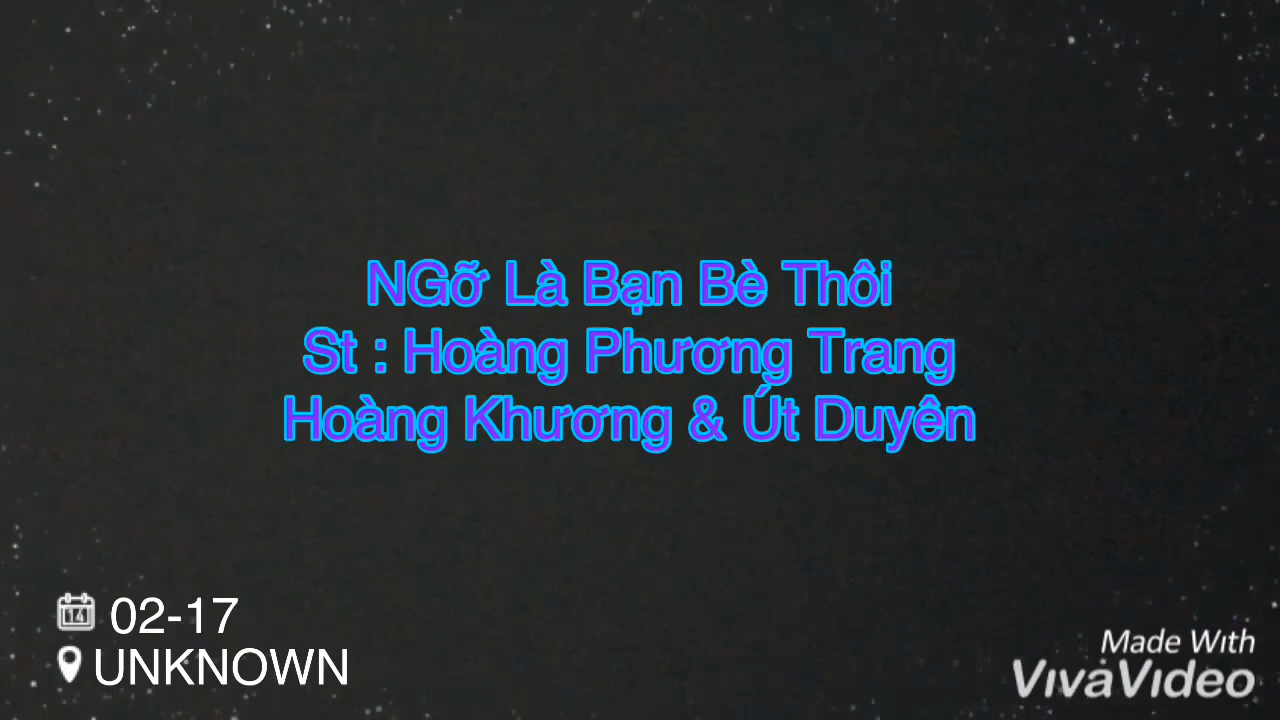 NGỡ Là Bạn Bè Thôi
St : Hoàng Phương Trang
Hoàng Khương & Út Duyên
14 02-17
UNKNOWN
Made With
VivaVideo